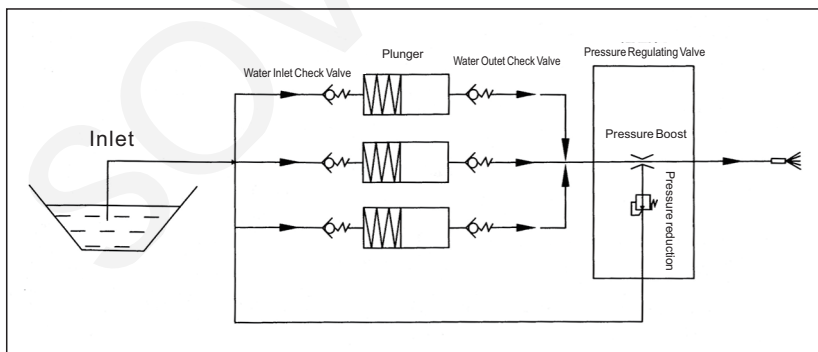 Pressure Regulating Valve
Plunger
Water Inlet Check Valve
Water Outet Check Valve
Inlet
Pressure Boost
Pressure reduction